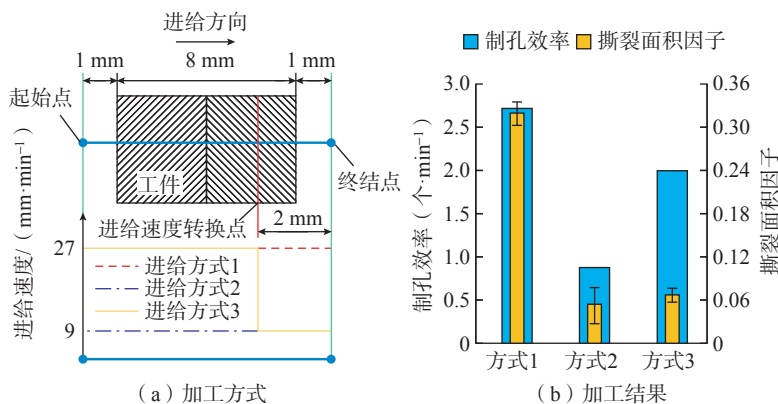 进给方向
1 mm
8 mm
1 mm
起始点
工件
终结点
进给速度转换点
2 mm
进给速度/(mm·min⁻¹)
27
9
进给方式1
进给方式2
进给方式3
(a)加工方式
制孔效率
撕裂面积因子
制孔效率(个·min⁻¹)
3.0
2.5
2.0
1.5
1.0
0.5
0
0.36
0.30
0.24
0.18
0.12
0.06
0
撕裂面积因子
方式1
方式2
方式3
(b)加工结果